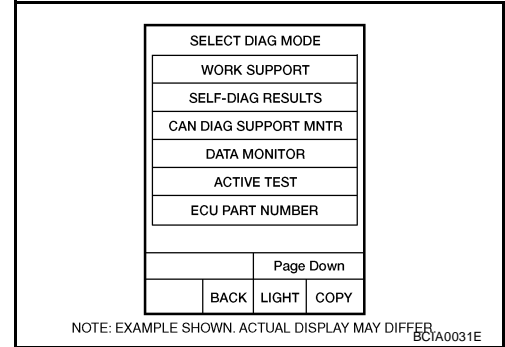 SELECT DIAG MODE
WORK SUPPORT
SELF-DIAG RESULTS
CAN DIAG SUPPORT MNTR
DATA MONITOR
ACTIVE TEST
ECU PART NUMBER
Page Down
BACK LIGHT COPY
NOTE: EXAMPLE SHOWN. ACTUAL DISPLAY MAY DIFFER.
BCIA0031E